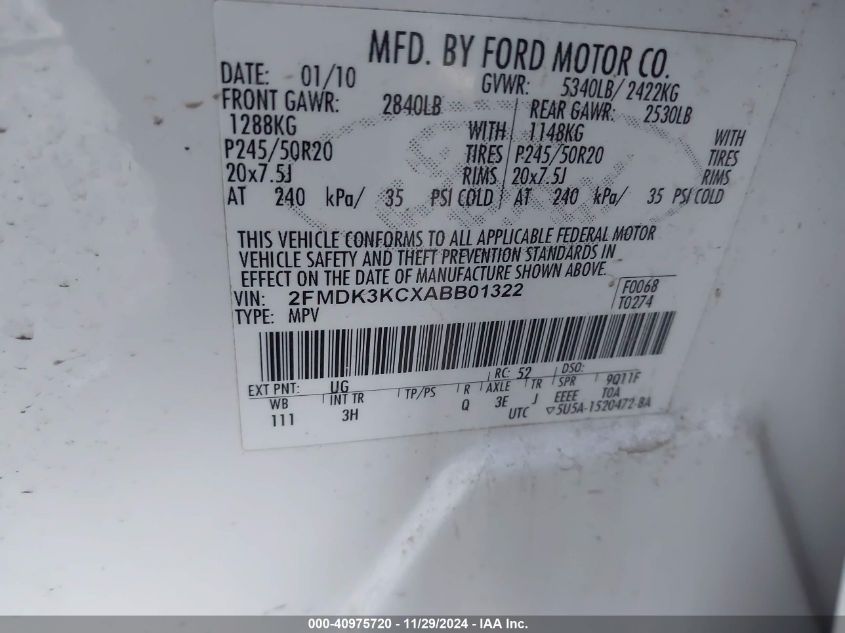 MFD. BY FORD MOTOR CO.
DATE: 01/10 GVWR: 5340LB/ 2422KG
FRONT GAWR: 2840LB REAR GAWR: 2530LB
1288KG WITH 1148KG WITH
P245/50R20 TIRES P245/50R20 TIRES
20x7.5J RIMS 20x7.5J RIMS
AT 240 kPa/ 35 PSI COLD AT 240 kPa/ 35 PSI COLD
THIS VEHICLE CONFORMS TO ALL APPLICABLE FEDERAL MOTOR
VEHICLE SAFETY AND THEFT PREVENTION STANDARDS IN
EFFECT ON THE DATE OF MANUFACTURE SHOWN ABOVE.
VIN: 2FMDK3KCXABB01322 F0068
TYPE: MPV T0274
EXT PNT: UG RC: 52 DSO:
WB INT TR TP/PS R AXLE TR SPR 9Q11F
111 3H Q 3E J EEEE T0A
UTC ▽5U5A-1520472-BA
000-40975720 - 11/29/2024 - IAA Inc.